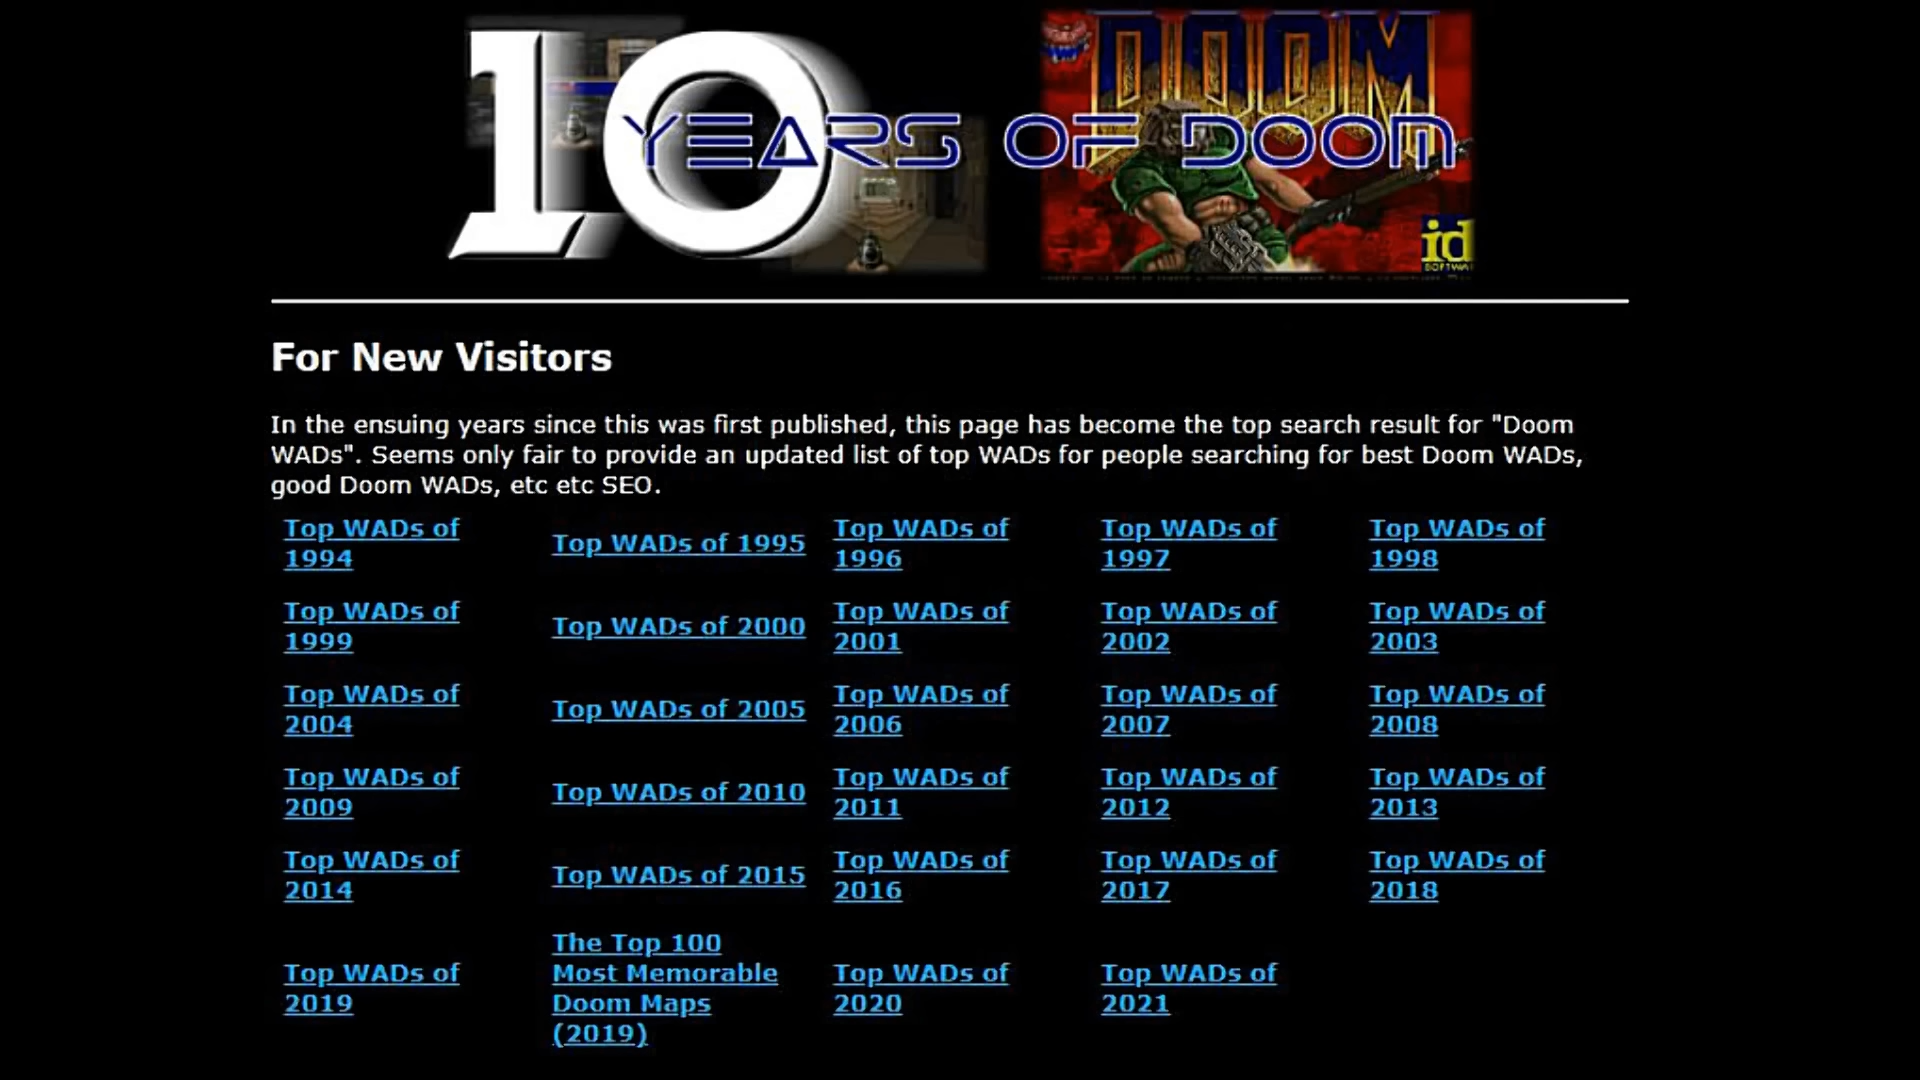 10
YEARS OF DOOM
DOOM
id
SOFTWA
For New Visitors
In the ensuing years since this was first published, this page has become the top search result for "Doom
WADs". Seems only fair to provide an updated list of top WADs for people searching for best Doom WADs,
good Doom WADs, etc etc SEO.
Top WADs of
1994
Top WADs of 1995
Top WADs of
1996
Top WADs of
1997
Top WADs of
1998
Top WADs of
1999
Top WADs of 2000
Top WADs of
2001
Top WADs of
2002
Top WADs of
2003
Top WADs of
2004
Top WADs of 2005
Top WADs of
2006
Top WADs of
2007
Top WADs of
2008
Top WADs of
2009
Top WADs of 2010
Top WADs of
2011
Top WADs of
2012
Top WADs of
2013
Top WADs of
2014
Top WADs of 2015
Top WADs of
2016
Top WADs of
2017
Top WADs of
2018
Top WADs of
2019
The Top 100
Most Memorable
Doom Maps
(2019)
Top WADs of
2020
Top WADs of
2021